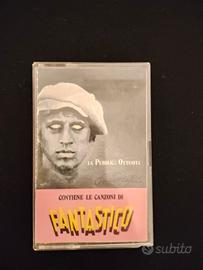 LA PUBBLICA OTTUSITÀ
CONTIENE LE CANZONI DI
FANTASTICO
subito